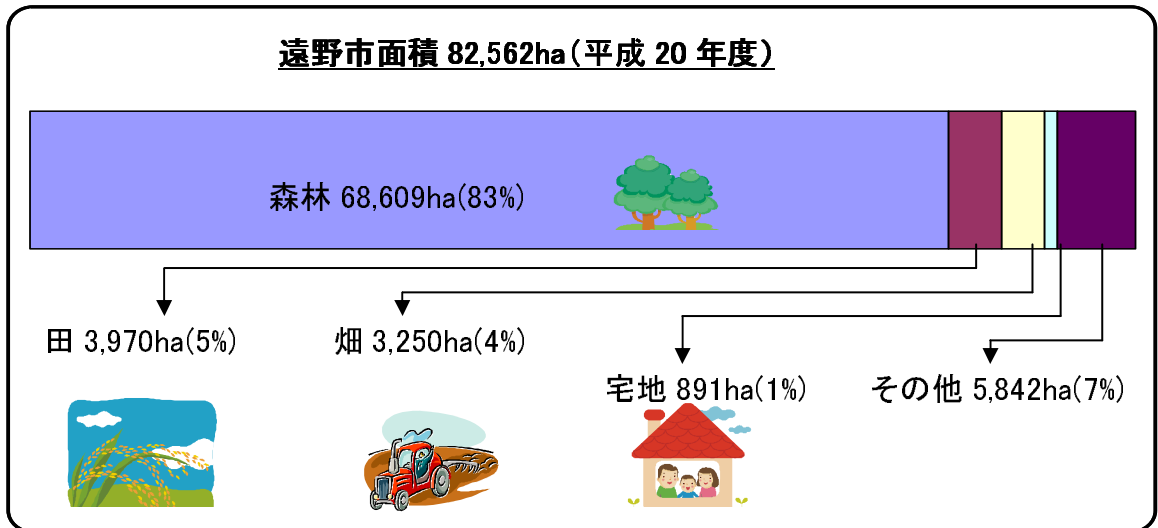 遠野市面積 82,562ha(平成 20 年度)
森林 68,609ha(83%)
田 3,970ha(5%)
畑 3,250ha(4%)
宅地 891ha(1%)
その他 5,842ha(7%)